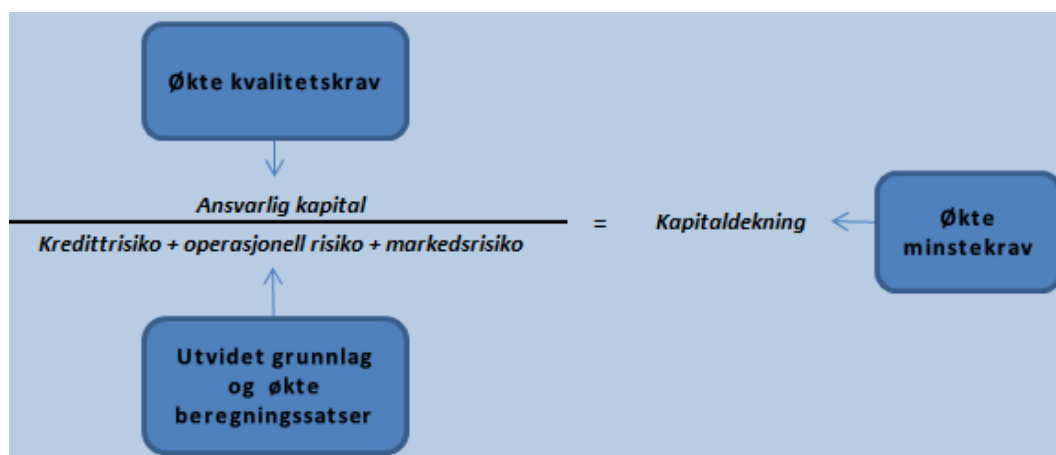 Økte kvalitetskrav
Ansvarlig kapital
Kredittrisiko + operasjonell risiko + markedsrisiko
=
Kapitaldekning
Økte
minstekrav
Utvidet grunnlag
og økte
beregningssatser